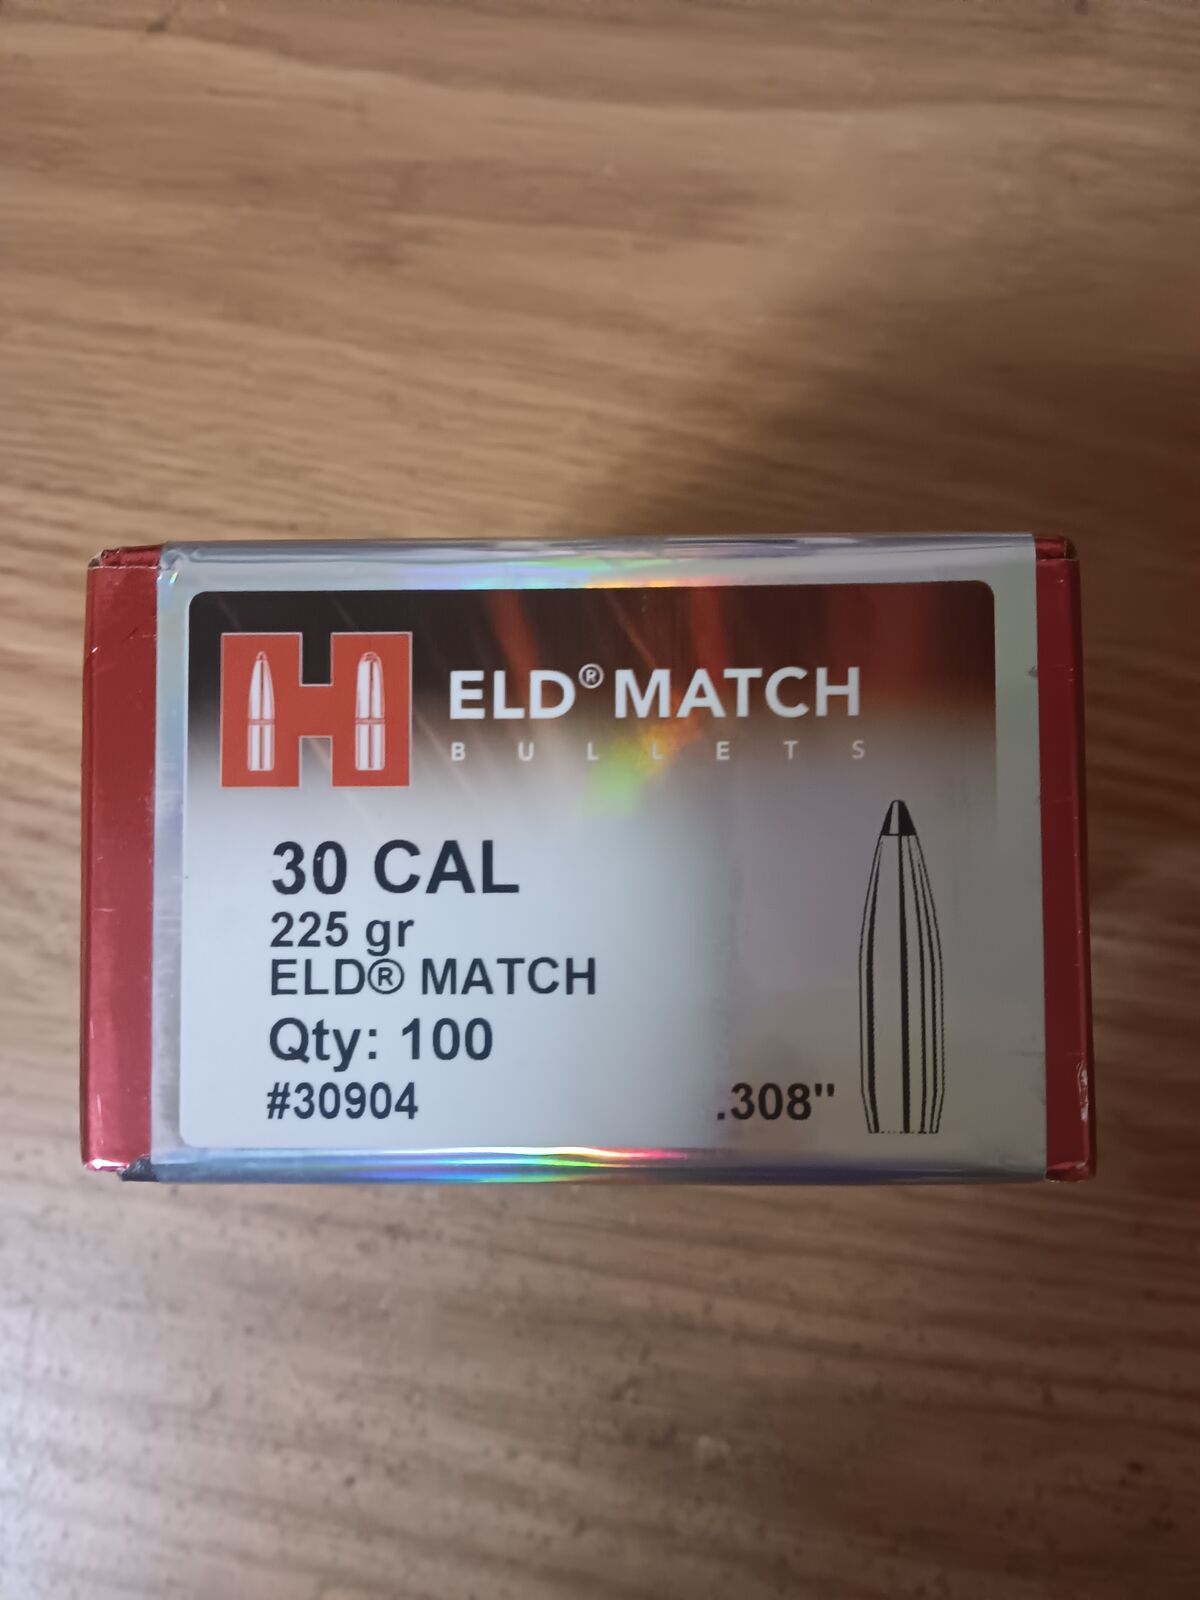 H
ELD® MATCH
BULLETS
30 CAL
225 gr
ELD® MATCH
Qty: 100
#30904
.308"